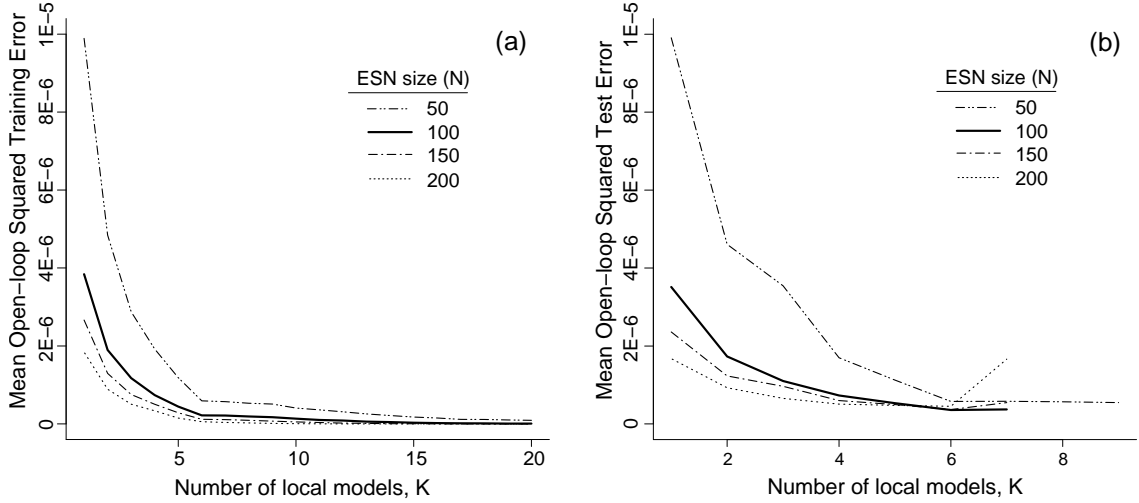 (a)
Mean Open−loop Squared Training Error
1E−5
8E−6
6E−6
4E−6
2E−6
0
ESN size (N)
50
100
150
200
5
10
15
20
Number of local models, K
(b)
Mean Open−loop Squared Test Error
1E−5
8E−6
6E−6
4E−6
2E−6
0
ESN size (N)
50
100
150
200
2
4
6
8
Number of local models, K